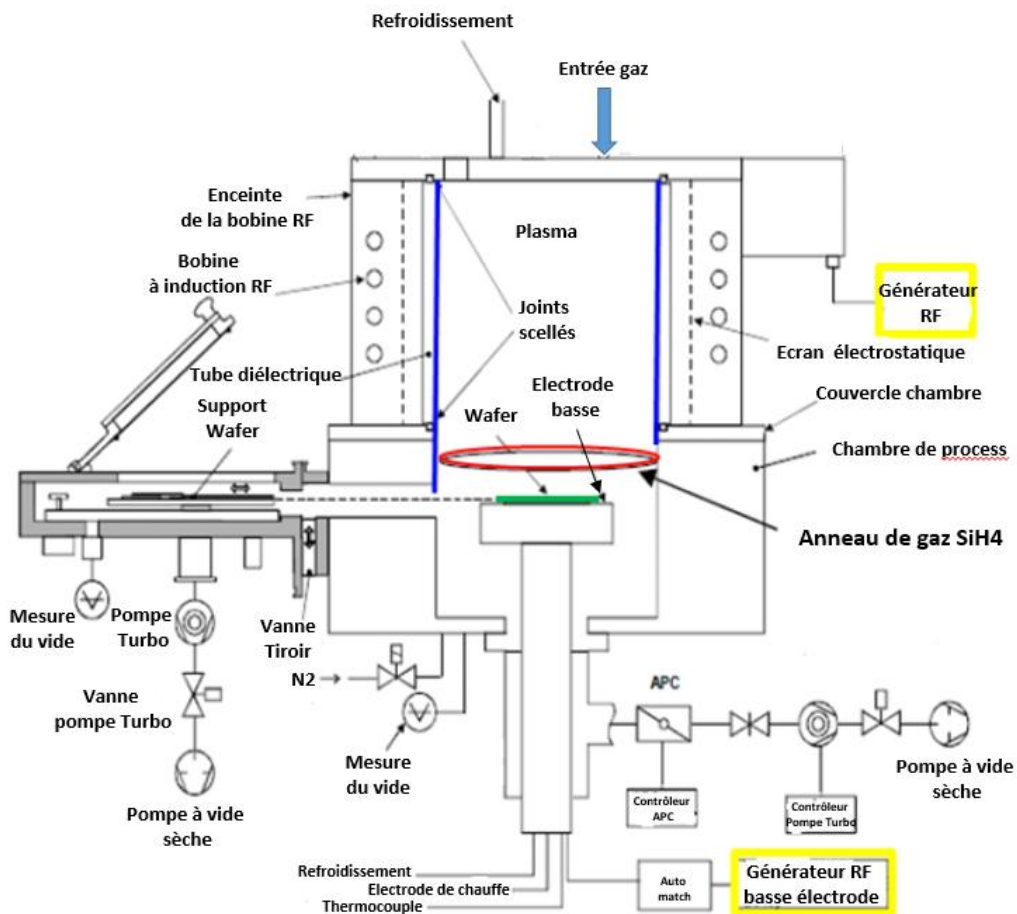 Refroidissement
Entrée gaz
Enceinte
de la bobine RF
Plasma
Bobine
à induction RF
Générateur
RF
Joints
scellés
Ecran électrostatique
Tube diélectrique
Electrode
basse
Couvercle chambre
Support
Wafer
Wafer
Chambre de process
Anneau de gaz SiH4
Mesure
du vide
Pompe
Turbo
Vanne
Tiroir
N2
APC
Vanne
pompe Turbo
Mesure
du vide
Pompe à vide
sèche
Pompe à vide
sèche
Contrôleur
APC
Contrôleur
Pompe Turbo
Refroidissement
Electrode de chauffe
Thermocouple
Auto
match
Générateur RF
basse électrode